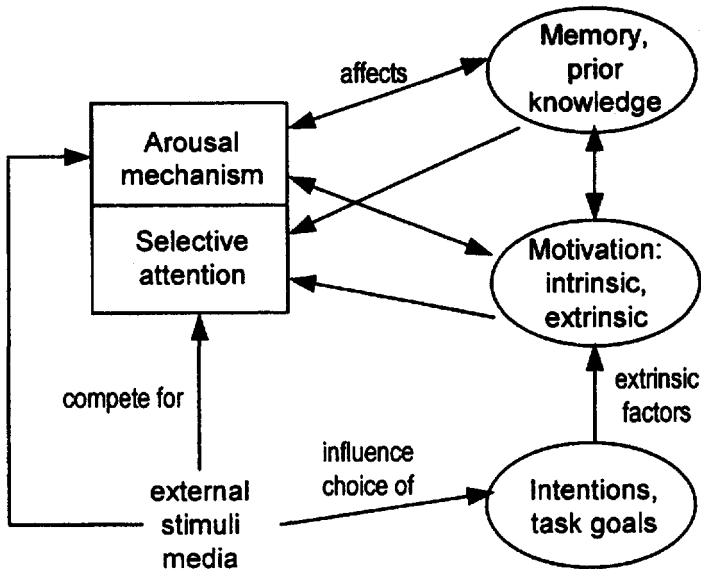 Memory,
prior
knowledge
affects
Arousal
mechanism
Selective
attention
Motivation:
intrinsic,
extrinsic
compete for
extrinsic
factors
influence
choice of
external
stimuli
media
Intentions,
task goals